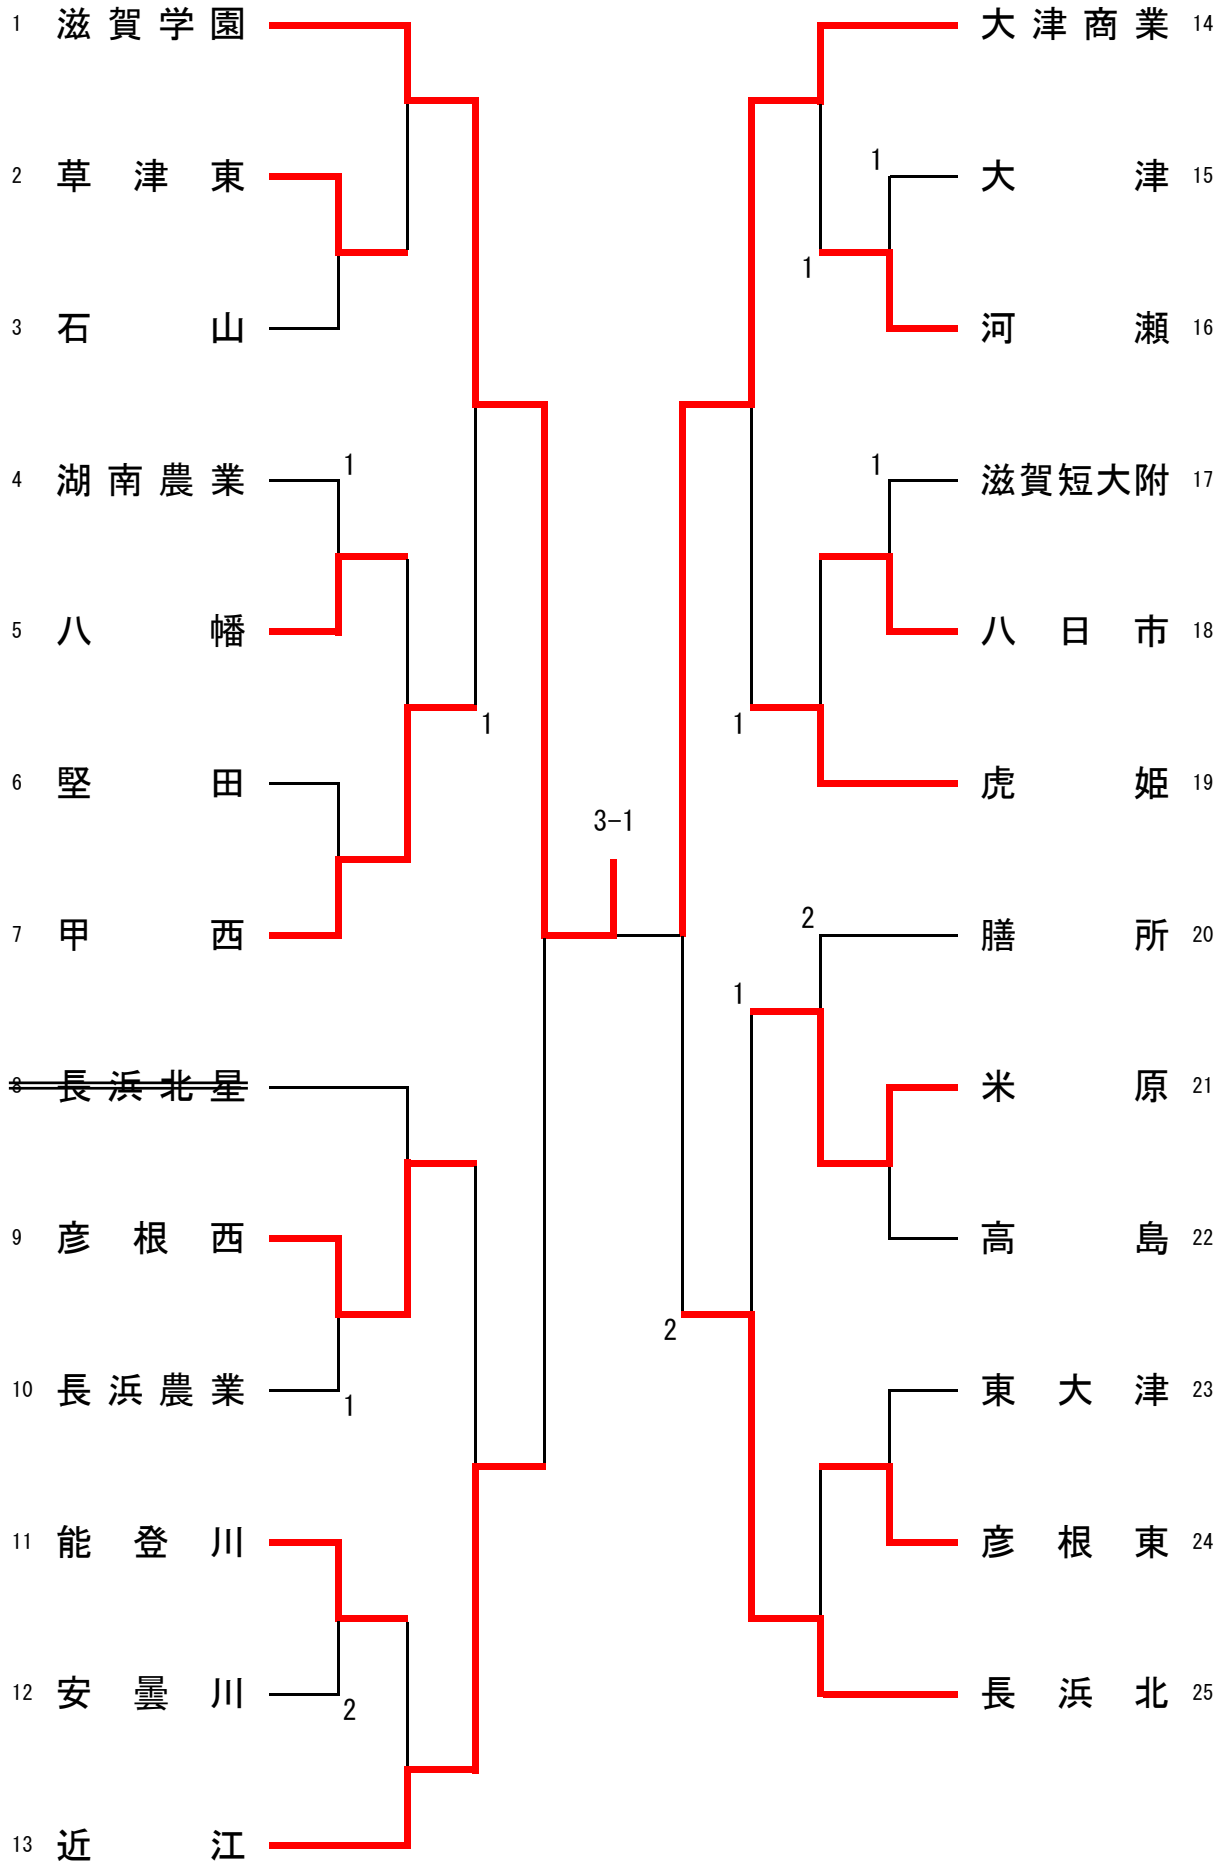 1 滋賀学園
2 草津東
3 石山
4 湖南農業
1
5 八幡
1
6 堅田
7 甲西
8 長浜北星
9 彦根西
10 長浜農業
1
11 能登川
12 安曇川
2
13 近江
3-1
大津商業 14
1
大津 15
1
河瀬 16
1
滋賀短大附 17
八日市 18
1
虎姫 19
2
膳所 20
1
米原 21
高島 22
2
東大津 23
彦根東 24
長浜北 25